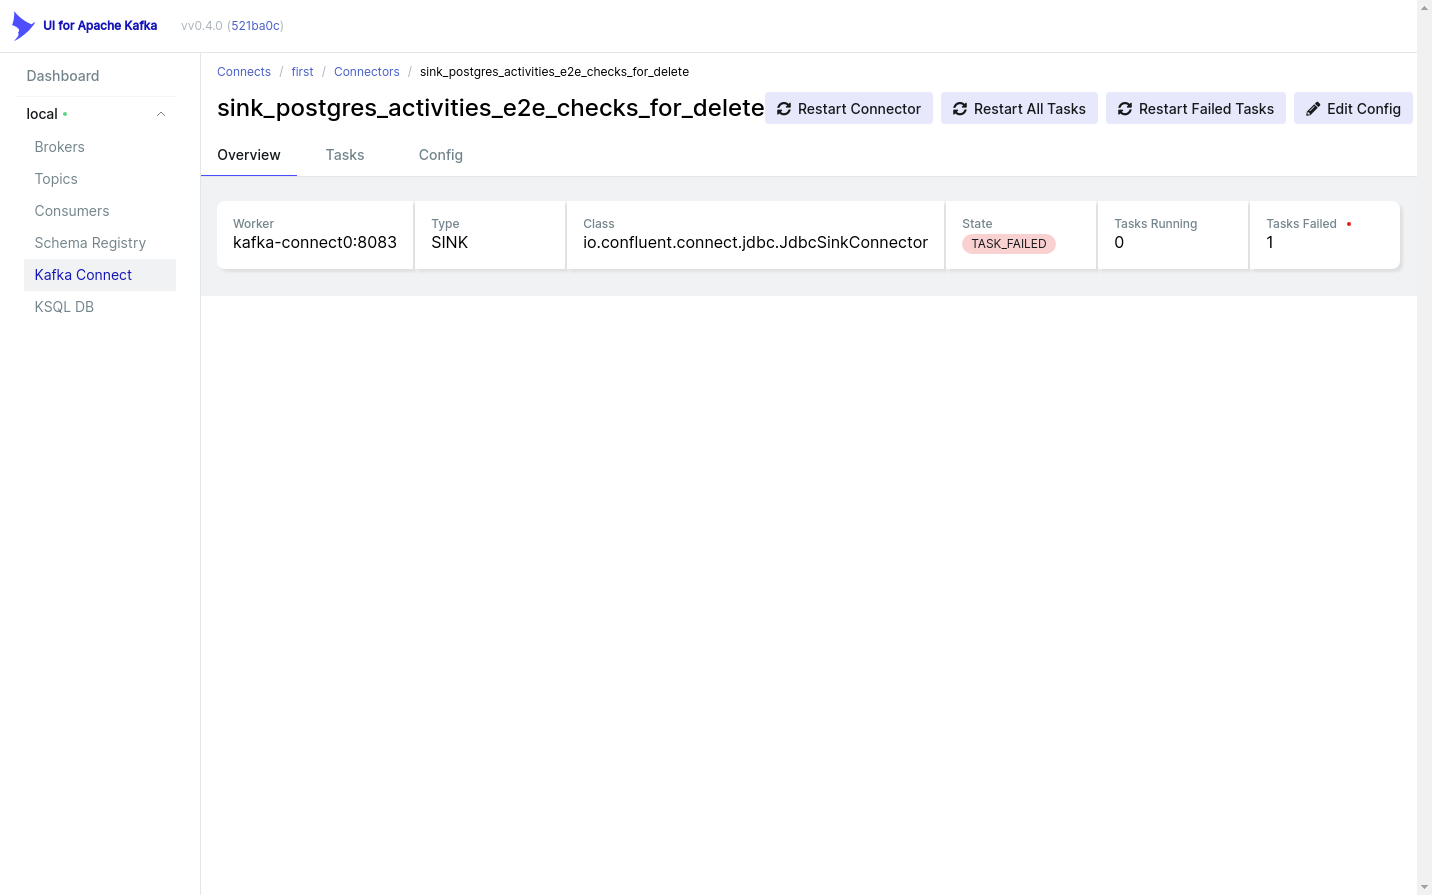 UI for Apache Kafka vv0.4.0 (521ba0c)
Dashboard
local
Brokers
Topics
Consumers
Schema Registry
Kafka Connect
KSQL DB
Connects / first / Connectors / sink_postgres_activities_e2e_checks_for_delete
sink_postgres_activities_e2e_checks_for_delete Restart Connector Restart All Tasks Restart Failed Tasks Edit Config
Overview Tasks Config
Worker Type Class State Tasks Running Tasks Failed
kafka-connect0:8083 SINK io.confluent.connect.jdbc.JdbcSinkConnector TASK_FAILED 0 1